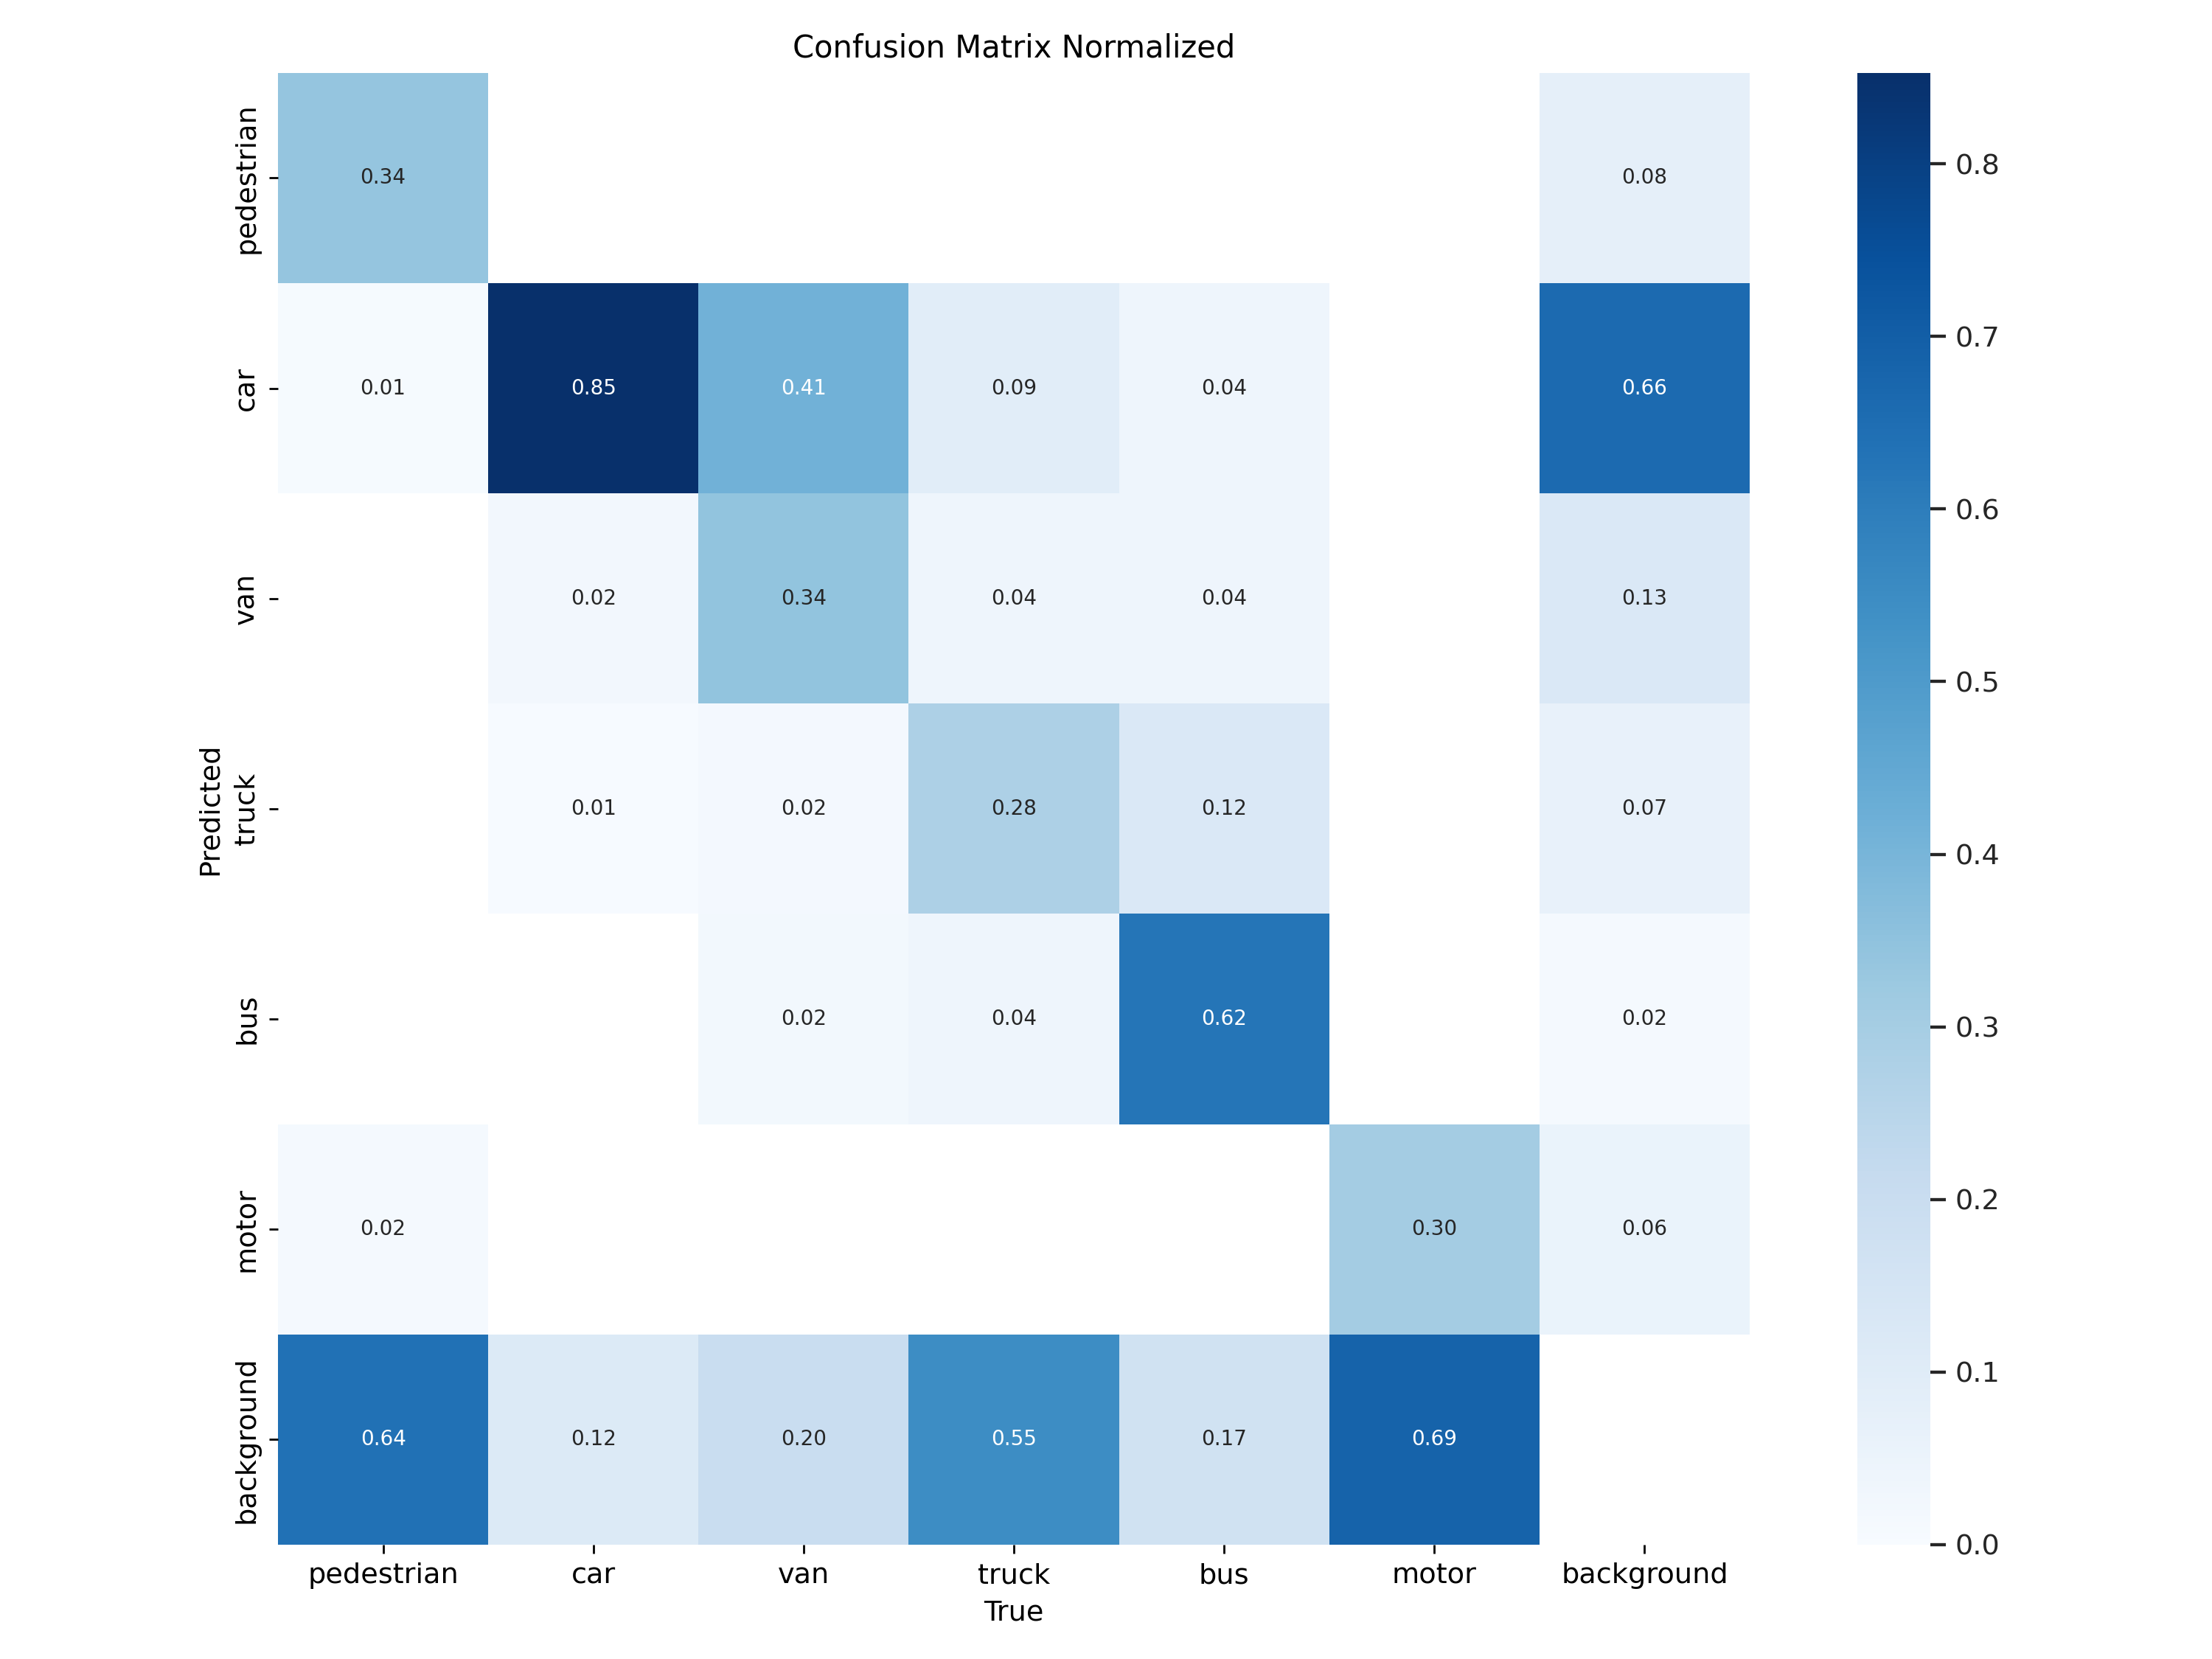 Confusion Matrix Normalized
pedestrian
0.34
0.08
0.8
0.7
car
0.01
0.85
0.41
0.09
0.04
0.66
0.6
van
0.02
0.34
0.04
0.04
0.13
0.5
Predicted
truck
0.01
0.02
0.28
0.12
0.07
0.4
bus
0.02
0.04
0.62
0.02
0.3
motor
0.02
0.30
0.06
0.2
background
0.64
0.12
0.20
0.55
0.17
0.69
0.1
0.0
pedestrian
car
van
truck
bus
motor
background
True